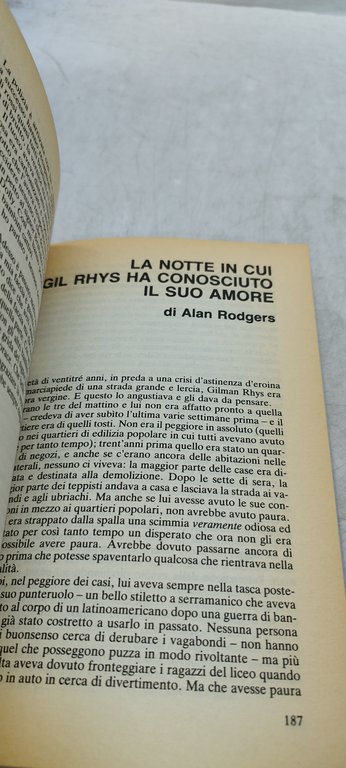 LA NOTTE IN CUI
GIL RHYS HA CONOSCIUTO
IL SUO AMORE
di Alan Rodgers
età di ventitré anni, in preda a una crisi d'astinenza d'eroina
marciapiede di una strada grande e lercia, Gilman Rhys era
ora vergine. E questo lo angustiava e gli dava da pensare.
erano le tre del mattino e lui non era affatto pronto a quella
– credeva di aver subito l'ultima varie settimane prima – e il
rtiere era di quelli tosti. Non era il peggiore in assoluto (quelli
o nei quartieri di edilizia popolare in cui tutti avevano avuto
per tanto tempo); trent'anni prima quello era stato un quar-
di negozi, e anche se c'erano ancora delle abitazioni nelle
aterali, nessuno ci viveva: la maggior parte delle case era di-
ata e destinata alla demolizione. Dopo le sette di sera, la
gior parte dei teppisti andava a casa e lasciava la strada ai va-
ndi e agli ubriachi. Ma anche se lui avesse avuto le sue con-
oni in mezzo ai quartieri popolari, non avrebbe avuto paura.
era strappato dalla spalla una scimmia veramente odiosa ed
tato per così tanto tempo un disperato che ora non gli era
ossibile avere paura. Avrebbe dovuto passarne ancora di
o prima che potesse spaventarlo qualcosa che rientrava nella
alità.
oi, nel peggiore dei casi, lui aveva sempre nella tasca poste-
suo punteruolo – un bello stiletto a serramanico che aveva
to al corpo di un latinoamericano dopo una guerra di ban-
già stato costretto a usarlo in passato. Nessuna persona
i buonsenso cerca di derubare i vagabondi – non hanno
quel che posseggono puzza in modo rivoltante – ma più
lta aveva dovuto fronteggiare i ragazzi del liceo quando
o in auto in cerca di divertimento. Ma che avesse paura
187